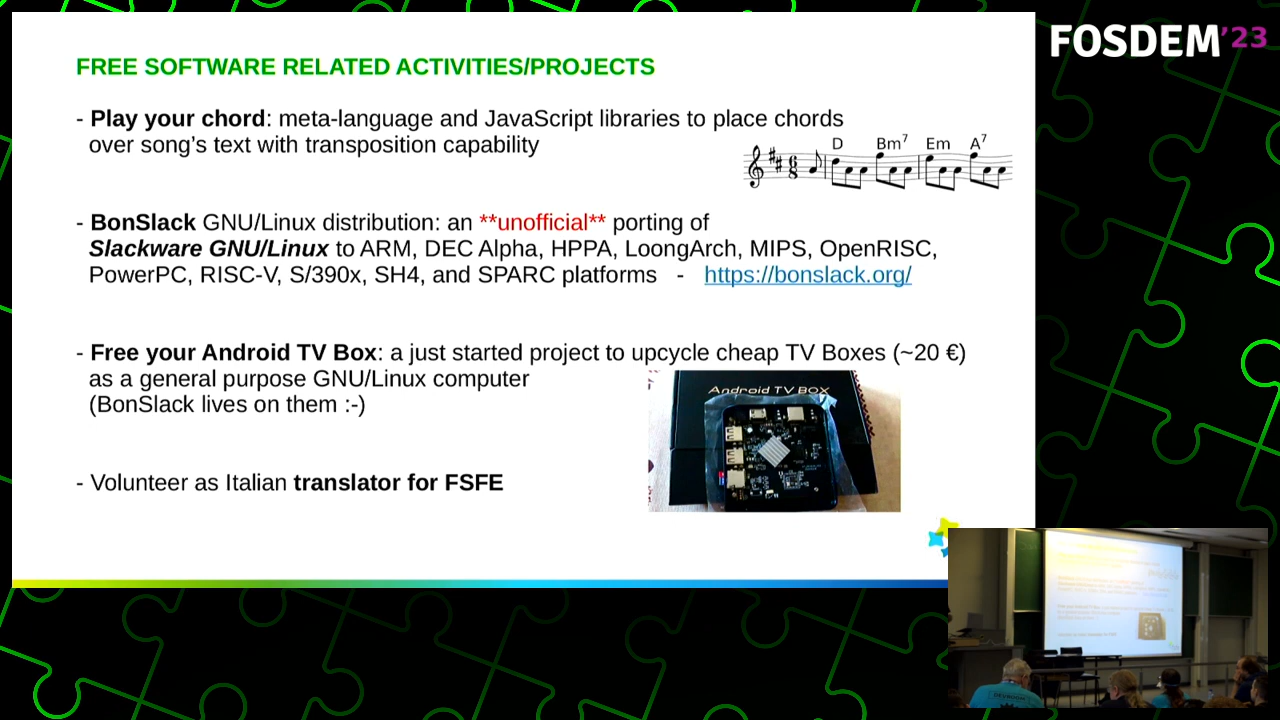 FOSDEM'23
FREE SOFTWARE RELATED ACTIVITIES/PROJECTS
- Play your chord: meta-language and JavaScript libraries to place chords
over song's text with transposition capability
D Bm7 Em A7
- BonSlack GNU/Linux distribution: an **unofficial** porting of
Slackware GNU/Linux to ARM, DEC Alpha, HPPA, LoongArch, MIPS, OpenRISC,
PowerPC, RISC-V, S/390x, SH4, and SPARC platforms - https://bonslack.org/
- Free your Android TV Box: a just started project to upcycle cheap TV Boxes (~20 €)
as a general purpose GNU/Linux computer
(BonSlack lives on them :-)
Android TV BOX
- Volunteer as Italian translator for FSFE